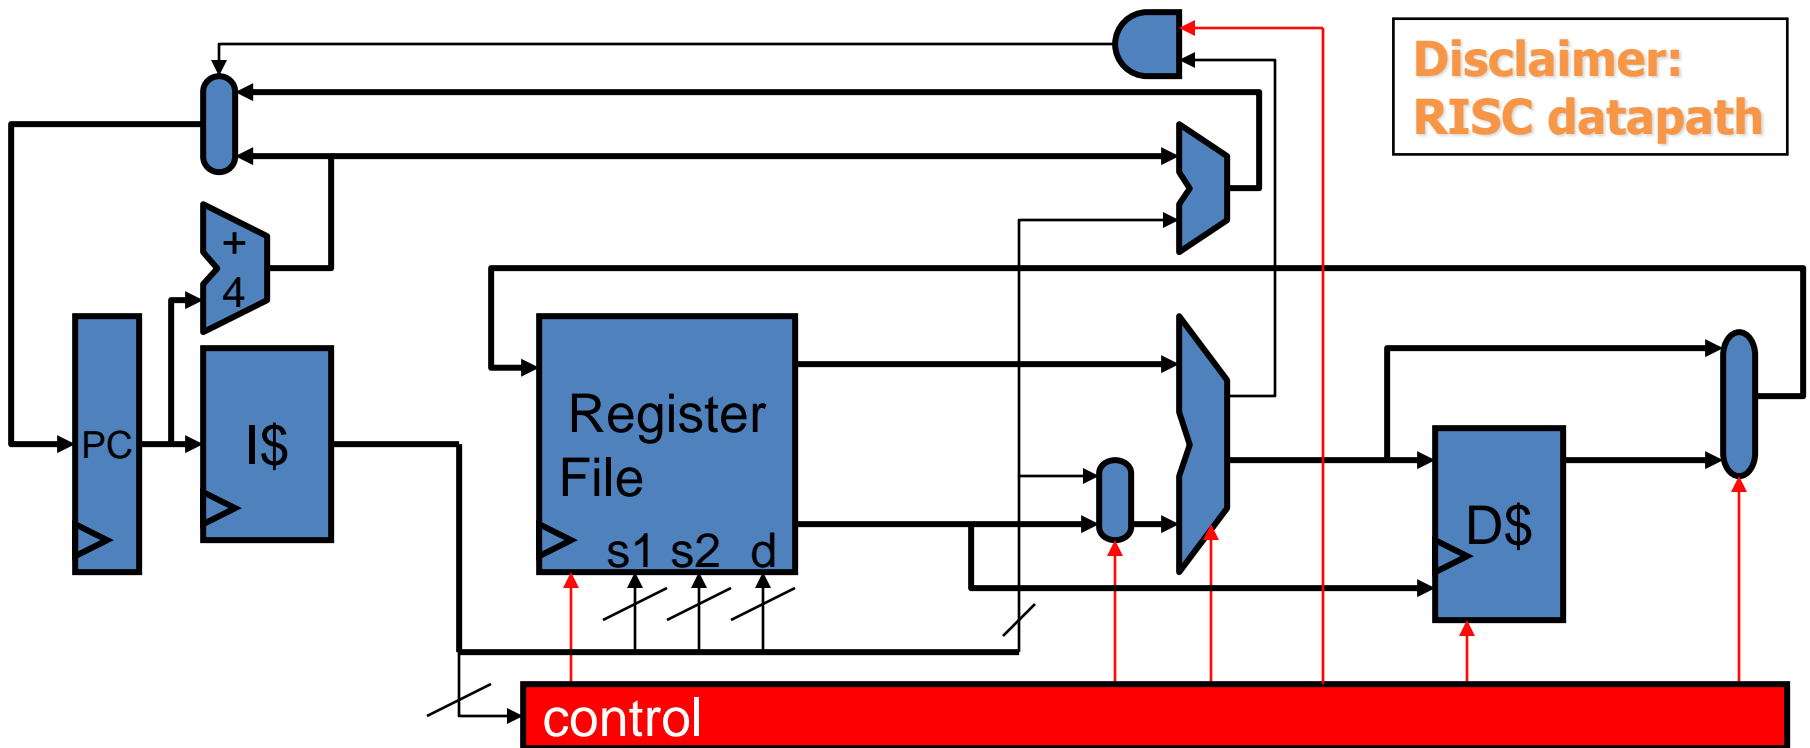 Disclaimer:
RISC datapath
+
4
PC
I$
Register
File
s1 s2 d
D$
control